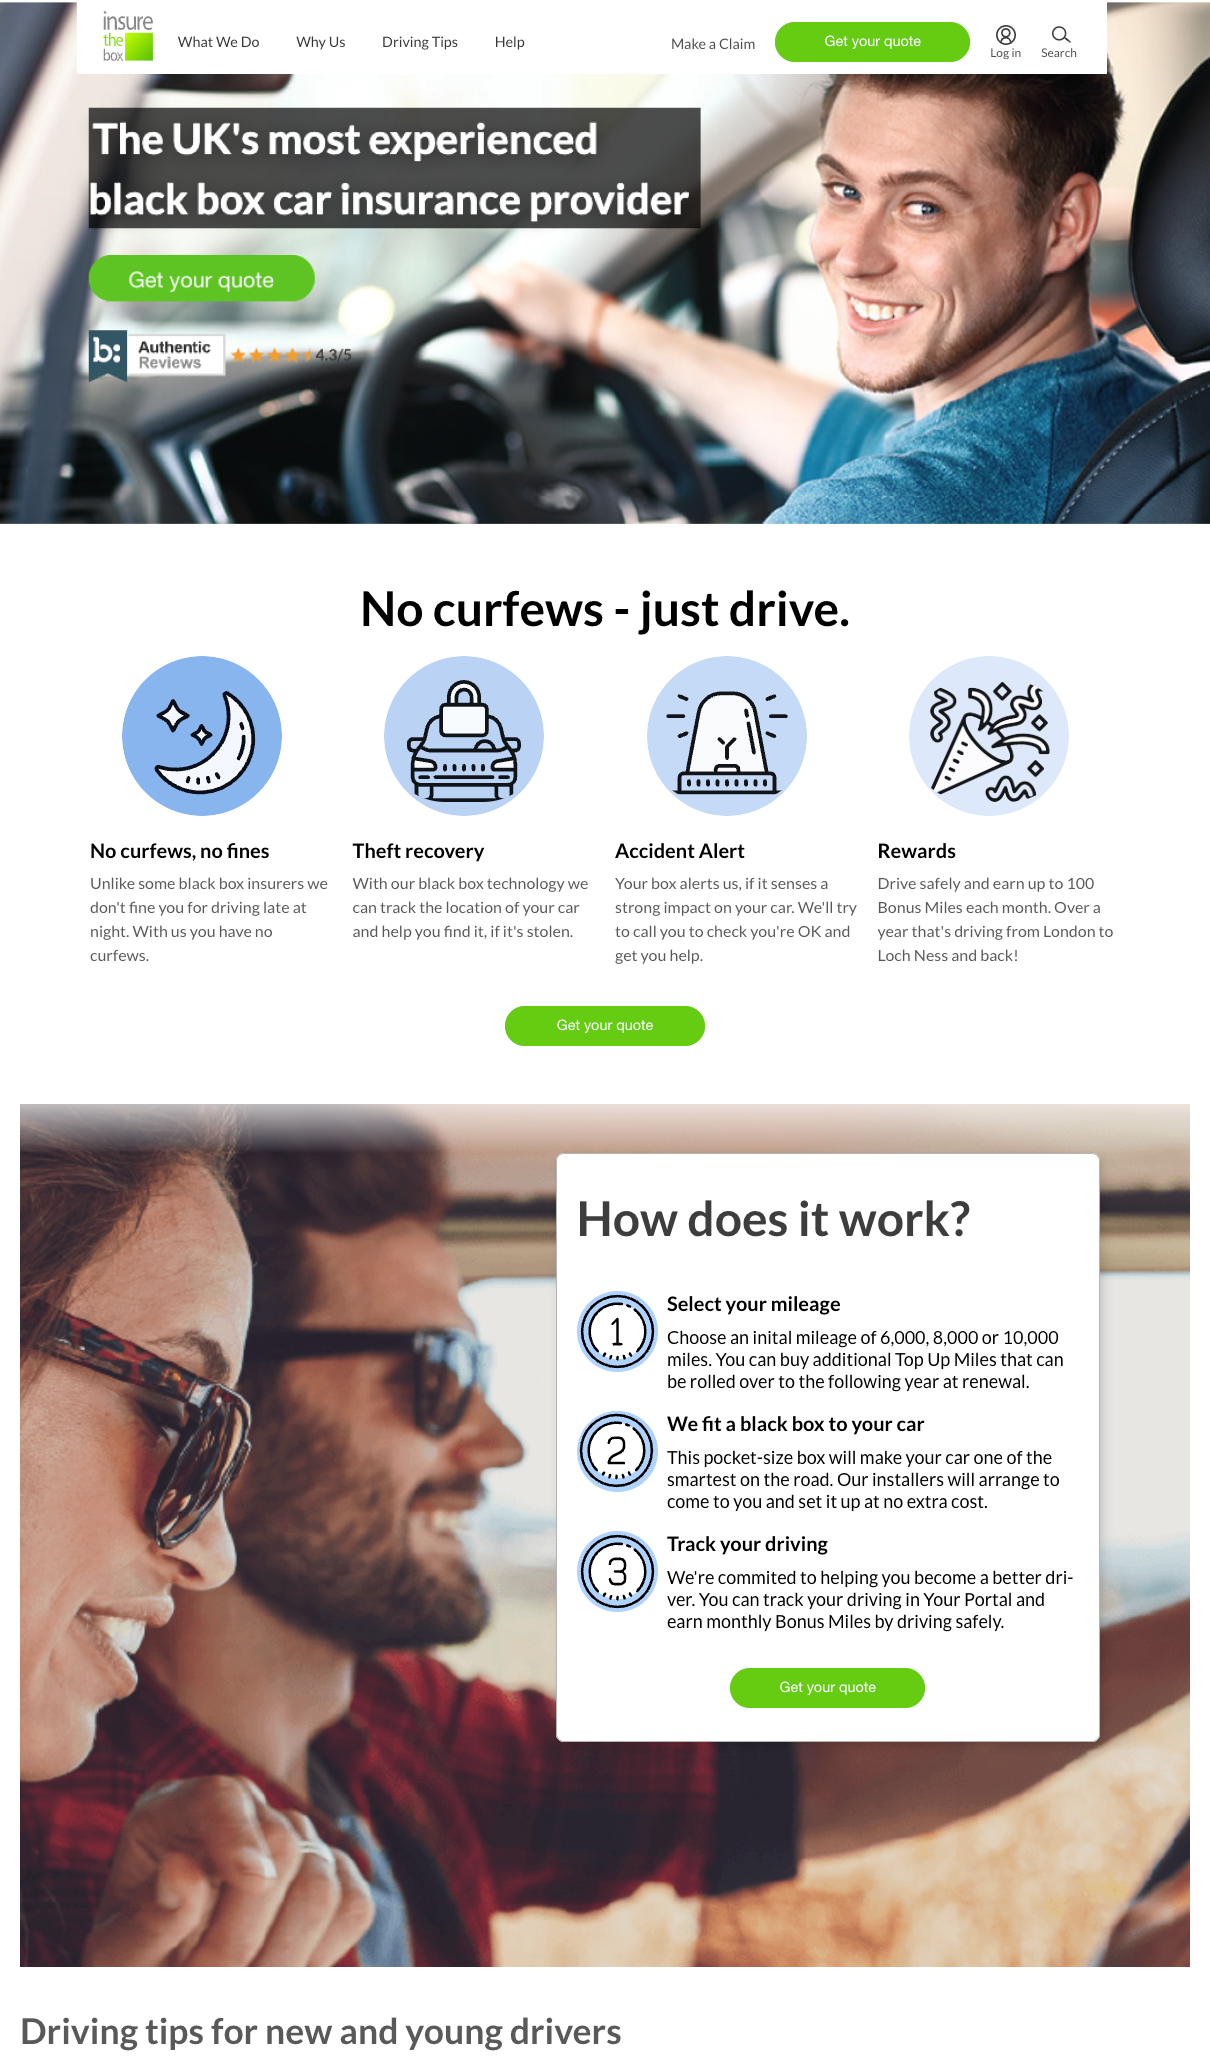 insure
the
box
What We Do
Why Us
Driving Tips
Help
Make a Claim
Get your quote
Log in
Search
The UK's most experienced
black box car insurance provider
Get your quote
b:
Authentic
Reviews
4.3/5
No curfews - just drive.
No curfews, no fines
Unlike some black box insurers we
don't fine you for driving late at
night. With us you have no
curfews.
Theft recovery
With our black box technology we
can track the location of your car
and help you find it, if it's stolen.
Accident Alert
Your box alerts us, if it senses a
strong impact on your car. We'll try
to call you to check you're OK and
get you help.
Rewards
Drive safely and earn up to 100
Bonus Miles each month. Over a
year that's driving from London to
Loch Ness and back!
Get your quote
How does it work?
1
Select your mileage
Choose an inital mileage of 6,000, 8,000 or 10,000
miles. You can buy additional Top Up Miles that can
be rolled over to the following year at renewal.
2
We fit a black box to your car
This pocket-size box will make your car one of the
smartest on the road. Our installers will arrange to
come to you and set it up at no extra cost.
3
Track your driving
We're commited to helping you become a better dri-
ver. You can track your driving in Your Portal and
earn monthly Bonus Miles by driving safely.
Get your quote
Driving tips for new and young drivers